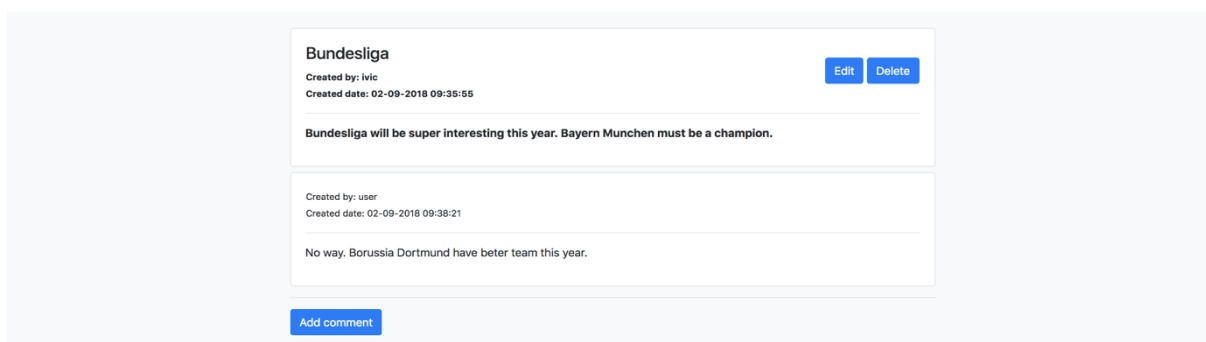 Bundesliga
Edit Delete
Created by: ivic
Created date: 02-09-2018 09:35:55
Bundesliga will be super interesting this year. Bayern Munchen must be a champion.
Created by: user
Created date: 02-09-2018 09:38:21
No way. Borussia Dortmund have beter team this year.
Add comment